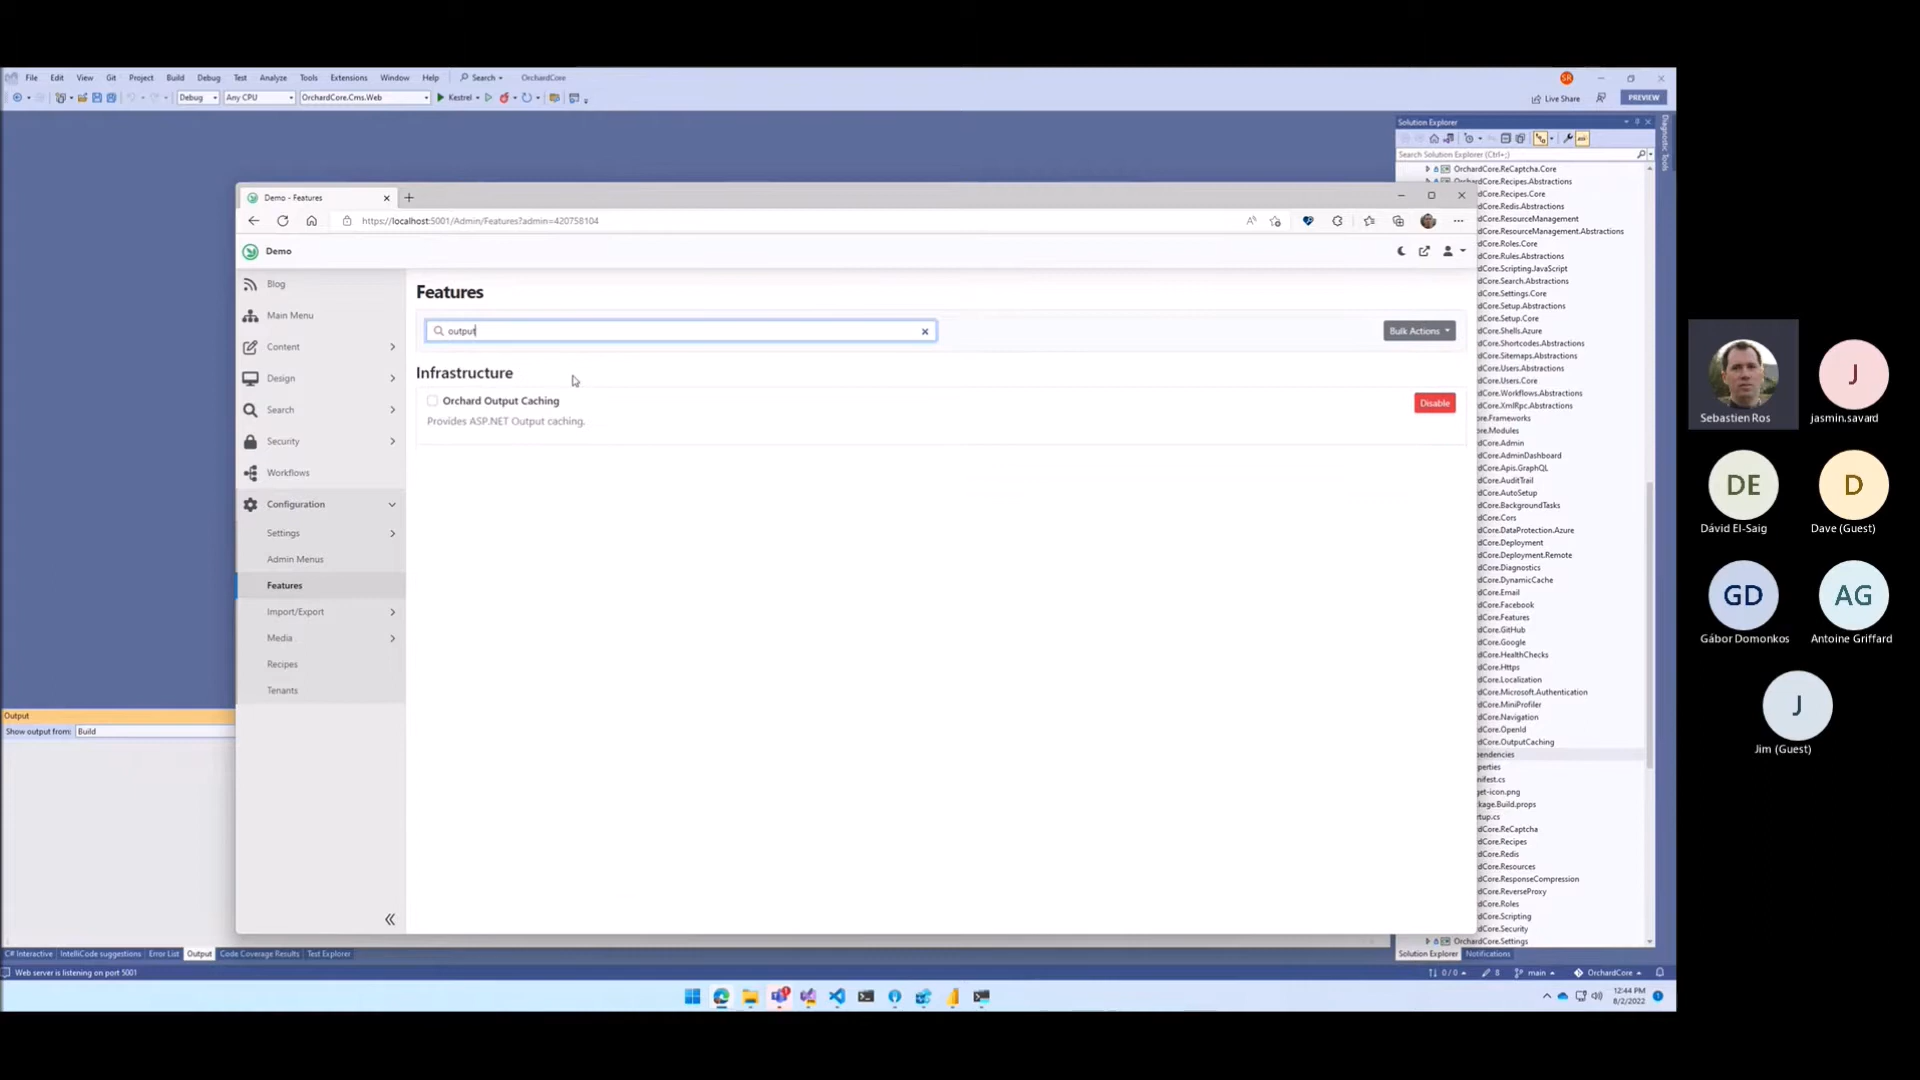 File Edit View Git Project Build Debug Test Analyze Tools Extensions Window Help Search OrchardCore SR
Debug Any CPU OrchardCore.Cms.Web Kestrel Live Share PREVIEW
Solution Explorer
Diagnostic Tools
Search Solution Explorer (Ctrl+;)
OrchardCore.ReCaptcha.Core
OrchardCore.Recipes.Abstractions
dCore.Recipes.Core
dCore.Redis.Abstractions
dCore.ResourceManagement
dCore.ResourceManagement.Abstractions
dCore.Roles.Core
dCore.Rules.Abstractions
dCore.Scripting.JavaScript
dCore.Search.Abstractions
dCore.Settings.Core
dCore.Setup.Abstractions
dCore.Setup.Core
dCore.Shells.Azure
dCore.Shortcodes.Abstractions
dCore.Sitemaps.Abstractions
dCore.Users.Abstractions
dCore.Users.Core
dCore.Workflows.Abstractions
dCore.XmlRpc.Abstractions
re.Frameworks
re.Modules
dCore.Admin
dCore.AdminDashboard
dCore.Apis.GraphQL
dCore.AuditTrail
dCore.AutoSetup
dCore.BackgroundTasks
dCore.Cors
dCore.DataProtection.Azure
dCore.Deployment
dCore.Deployment.Remote
dCore.Diagnostics
dCore.DynamicCache
dCore.Email
dCore.Facebook
dCore.Features
dCore.GitHub
dCore.Google
dCore.HealthChecks
dCore.Https
dCore.Localization
dCore.Microsoft.Authentication
dCore.MiniProfiler
dCore.Navigation
dCore.OpenId
dCore.OutputCaching
pendencies
perties
nifest.cs
get-icon.png
kage.Build.props
rtup.cs
dCore.ReCaptcha
dCore.Recipes
dCore.Redis
dCore.Resources
dCore.ResponseCompression
dCore.ReverseProxy
dCore.Roles
dCore.Scripting
dCore.Security
OrchardCore.Settings
Solution Explorer Notifications
Demo - Features
https://localhost:5001/Admin/Features?admin=420758104
Demo
Blog
Main Menu
Content
Design
Search
Security
Workflows
Configuration
Settings
Admin Menus
Features
Import/Export
Media
Recipes
Tenants
Features
output
Bulk Actions
Infrastructure
Orchard Output Caching
Disable
Provides ASP.NET Output caching.
Output
Show output from: Build
C# Interactive IntelliCode suggestions Error List Output Code Coverage Results Test Explorer
Web server is listening on port 5001
0 / 0 8 main OrchardCore
12:44 PM
8/2/2022
Sebastien Ros
J
jasmin.savard
DE
Dávid El-Saig
D
Dave (Guest)
GD
Gábor Domonkos
AG
Antoine Griffard
J
Jim (Guest)